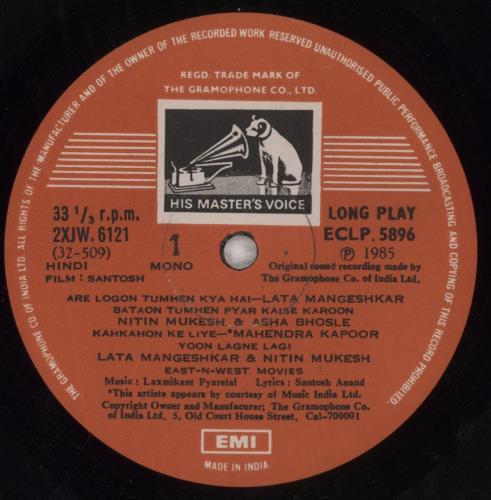 THE GRAMOPHONE CO. OF INDIA LTD. ALL RIGHTS OF THE MANUFACTURER AND OF THE OWNER OF THE RECORDED WORK RESERVED UNAUTHORISED PUBLIC PERFORMANCE BROADCASTING AND COPYING OF THIS RECORD PROHIBITED.
REGD. TRADE MARK OF
THE GRAMOPHONE CO., LTD.
HIS MASTER'S VOICE
33 1/3 r.p.m.
2XJW. 6121
(32-509)
HINDI
FILM : SANTOSH
1
MONO
LONG PLAY
ECLP. 5896
Ⓟ 1985
Original sound recording made by
The Gramophone Co. of India Ltd.
ARE LOGON TUMHEN KYA HAI—LATA MANGESHKAR
BATAON TUMHEN PYAR KAISE KAROON
NITIN MUKESH & ASHA BHOSLE
KAHKAHON KE LIYE—*MAHENDRA KAPOOR
YOON LAGNE LAGI
LATA MANGESHKAR & NITIN MUKESH
EAST-N-WEST MOVIES
Music : Laxmikant Pyarelal Lyrics : Santosh Anand
*This artiste appears by courtesy of Music India Ltd.
Copyright Owner and Manufacturer; The Gramophone Co.
of India Ltd. 5, Old Court House Street, Cal-700001
EMI
MADE IN INDIA